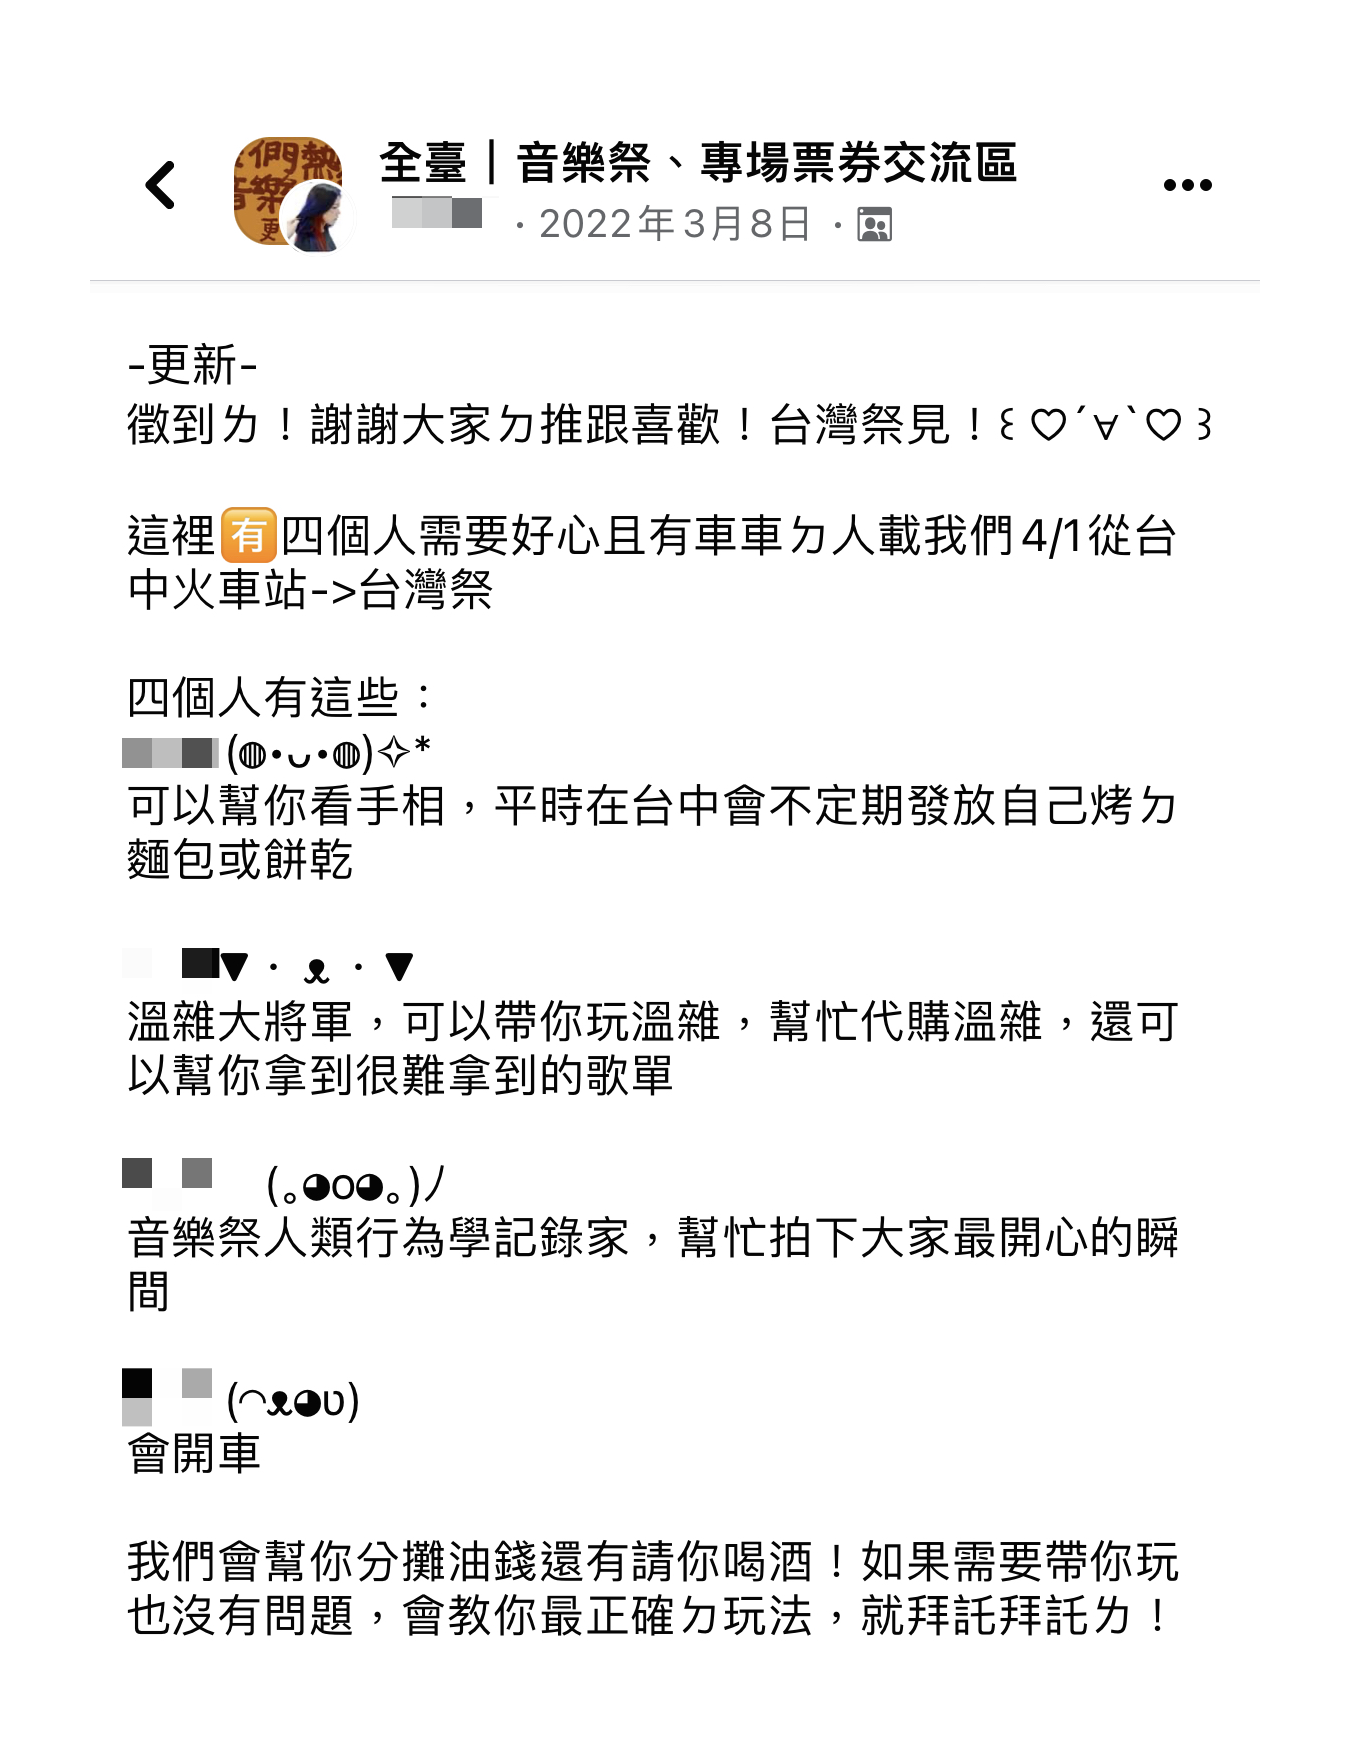 們熱
音樂
更
全臺｜音樂祭、專場票券交流區
· 2022年3月8日 ·
-更新-
徵到ㄌ！謝謝大家ㄉ推跟喜歡！台灣祭見！꒰ ♡´∀`♡ ꒱
這裡🈶四個人需要好心且有車車ㄉ人載我們4/1從台
中火車站->台灣祭
四個人有這些：
(◍•ᴗ•◍)✧*
可以幫你看手相，平時在台中會不定期發放自己烤ㄉ
麵包或餅乾
▼・ᴥ・▼
溫雜大將軍，可以帶你玩溫雜，幫忙代購溫雜，還可
以幫你拿到很難拿到的歌單
(｡◕o◕｡)ﾉ
音樂祭人類行為學記錄家，幫忙拍下大家最開心的瞬
間
(◠ᴥ◕ʋ)
會開車
我們會幫你分攤油錢還有請你喝酒！如果需要帶你玩
也沒有問題，會教你最正確ㄉ玩法，就拜託拜託ㄌ！